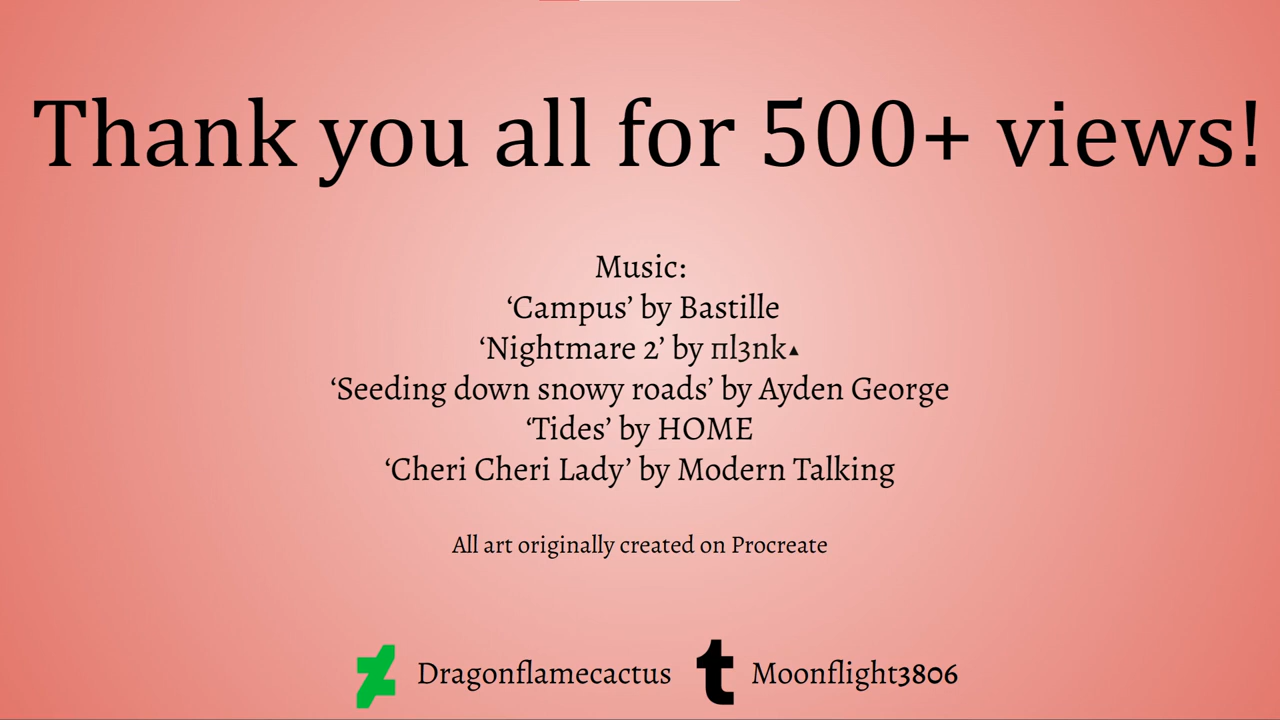 Thank you all for 500+ views!
Music:
‘Campus’ by Bastille
‘Nightmare 2’ by пl3nk▲
‘Seeding down snowy roads’ by Ayden George
‘Tides’ by HOME
‘Cheri Cheri Lady’ by Modern Talking
All art originally created on Procreate
Dragonflamecactus
Moonflight3806